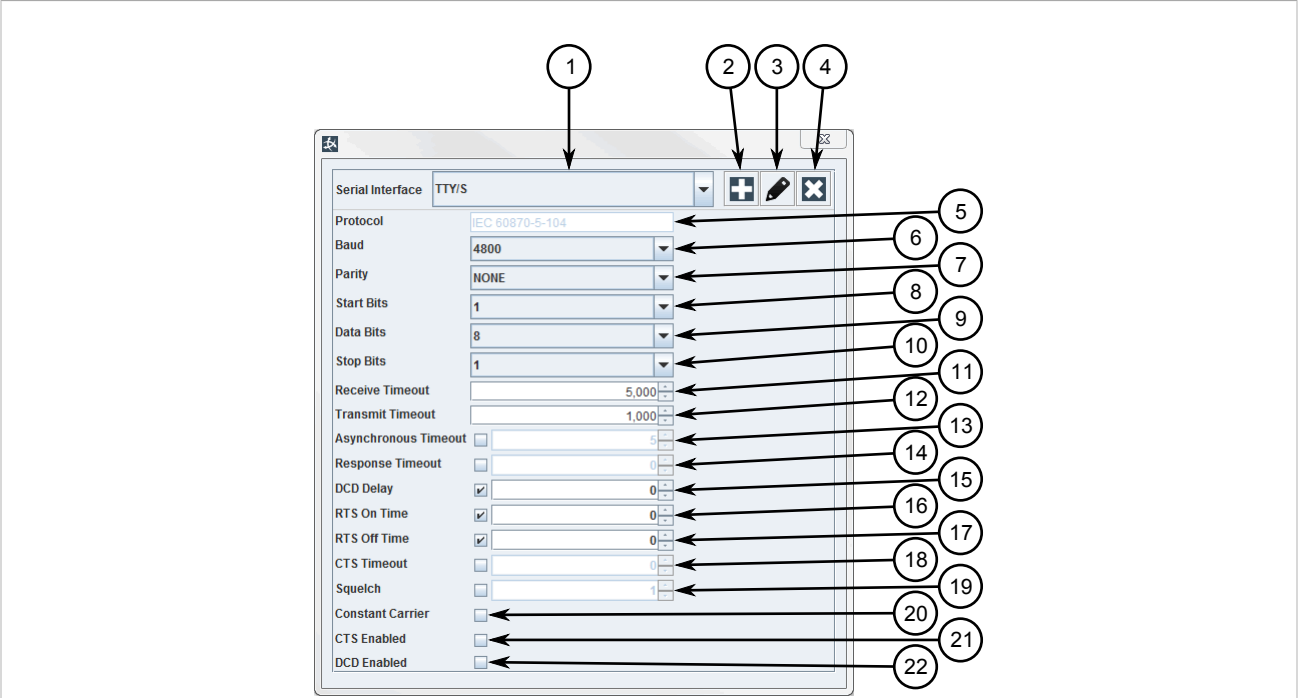 1 2 3 4
Serial Interface TTY/S
Protocol IEC 60870-5-104 5
Baud 4800 6
Parity NONE 7
Start Bits 1 8
Data Bits 8 9
Stop Bits 1 10
Receive Timeout 5,000 11
Transmit Timeout 1,000 12
Asynchronous Timeout 5 13
Response Timeout 0 14
DCD Delay 0 15
RTS On Time 0 16
RTS Off Time 0 17
CTS Timeout 0 18
Squelch 1 19
Constant Carrier 20
CTS Enabled 21
DCD Enabled 22